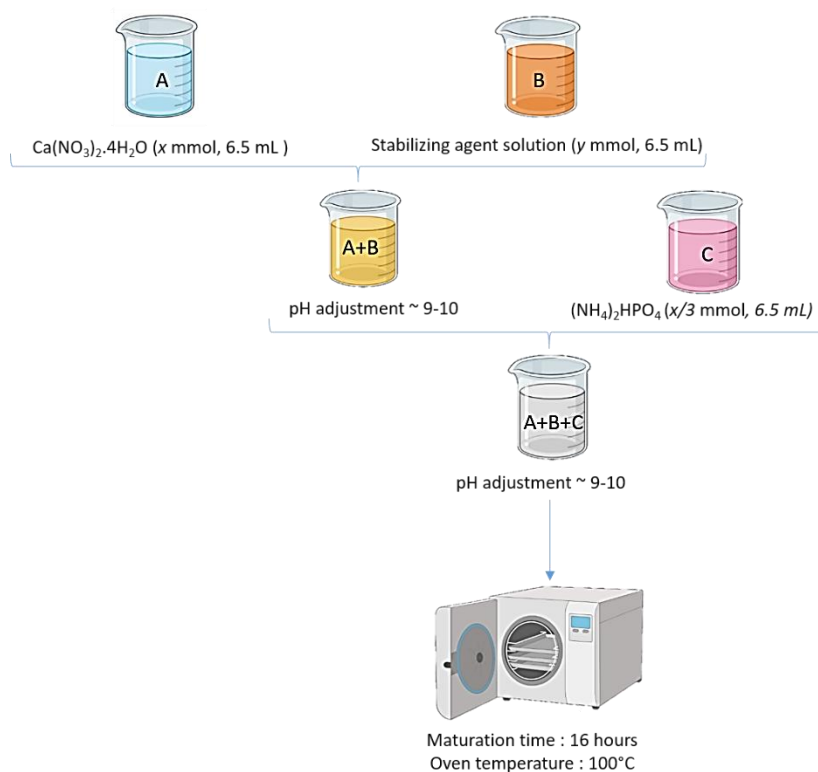 A
B
Ca(NO₃)₂.4H₂O (x mmol, 6.5 mL )
Stabilizing agent solution (y mmol, 6.5 mL)
A+B
C
pH adjustment ~ 9-10
(NH₄)₂HPO₄ (x/3 mmol, 6.5 mL)
A+B+C
pH adjustment ~ 9-10
Maturation time : 16 hours
Oven temperature : 100°C